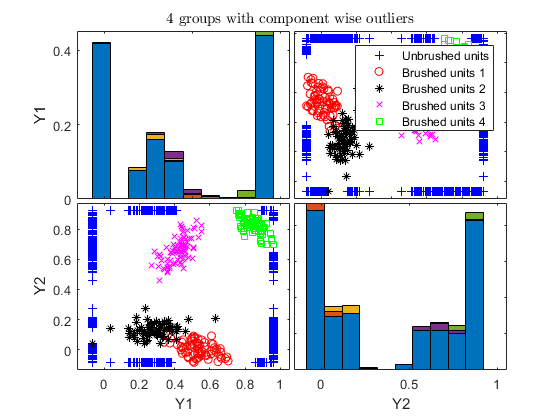 4 groups with component wise outliers
0.4
0.2
0
Y1
Unbrushed units
Brushed units 1
Brushed units 2
Brushed units 3
Brushed units 4
0.8
0.6
0.4
0.2
0
Y2
0 0.2 0.4 0.6 0.8 1
0 0.5 1
Y1 Y2